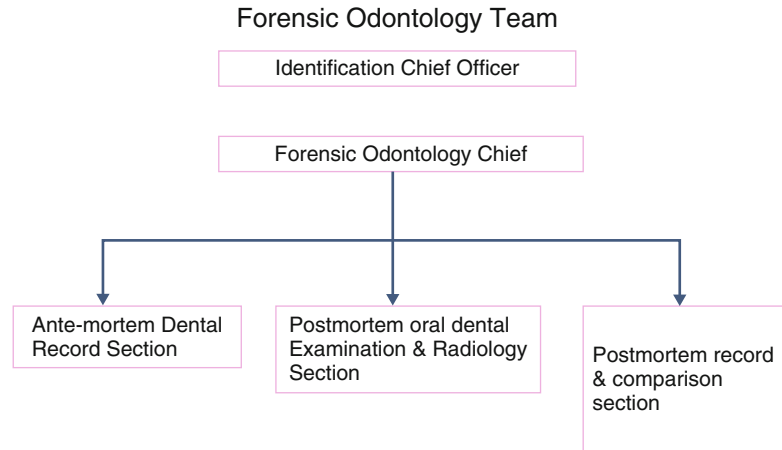 Forensic Odontology Team
Identification Chief Officer
Forensic Odontology Chief
Ante-mortem Dental
Record Section
Postmortem oral dental
Examination & Radiology
Section
Postmortem record
& comparison
section